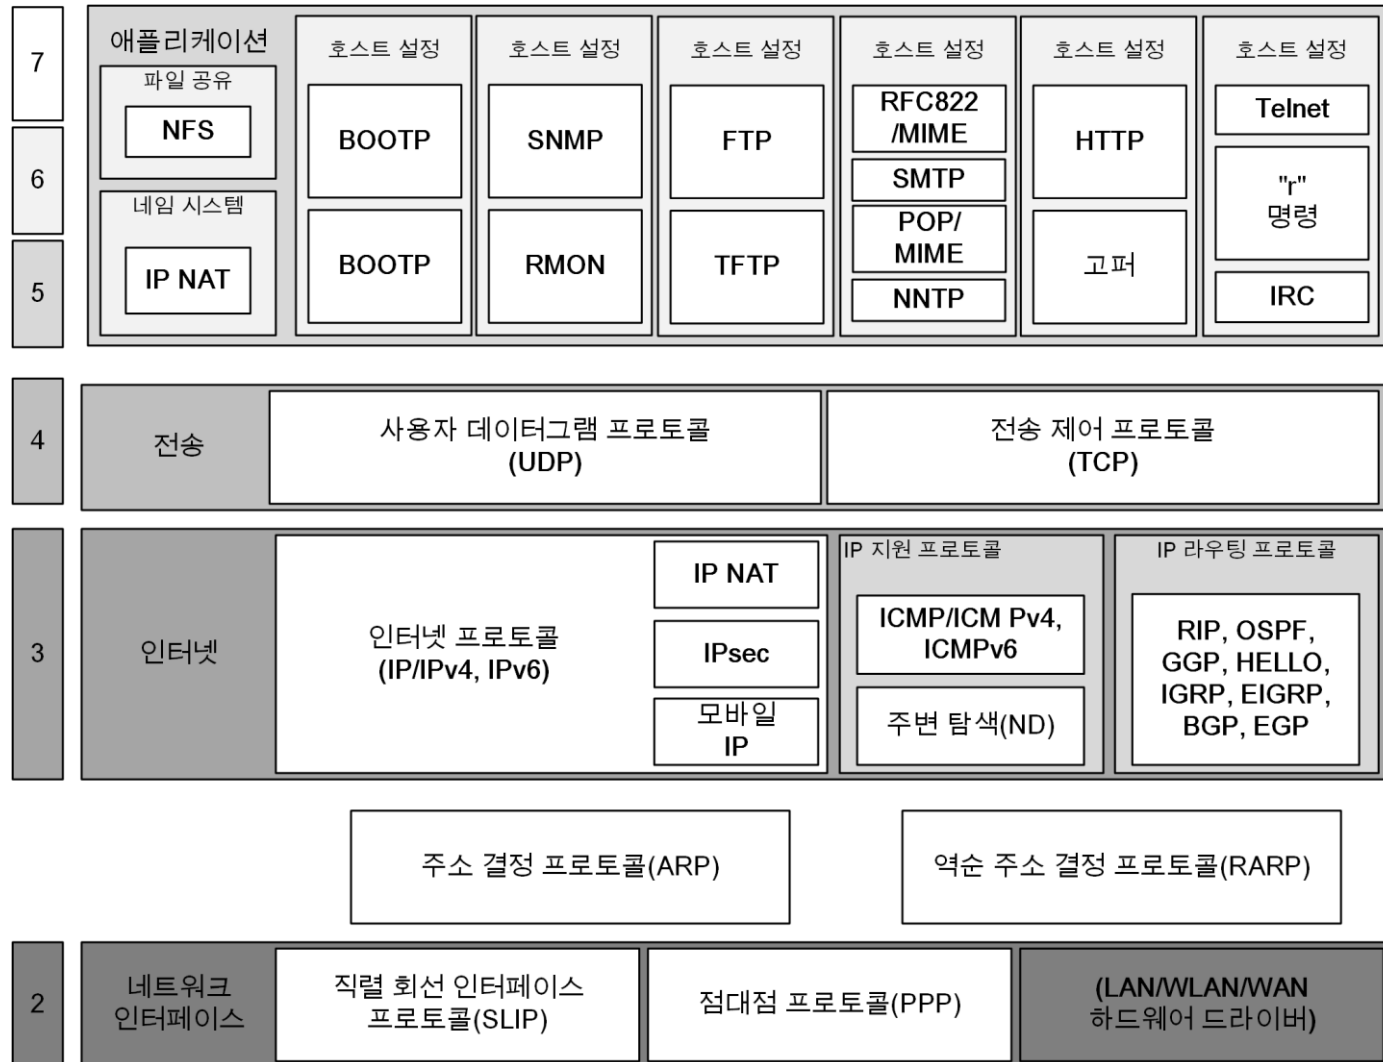 7
6
5
애플리케이션
파일 공유
NFS
네임 시스템
IP NAT
호스트 설정
BOOTP
BOOTP
호스트 설정
SNMP
RMON
호스트 설정
FTP
TFTP
호스트 설정
RFC822
/MIME
SMTP
POP/
MIME
NNTP
호스트 설정
HTTP
고퍼
호스트 설정
Telnet
"r"
명령
IRC
4
전송
사용자 데이터그램 프로토콜
(UDP)
전송 제어 프로토콜
(TCP)
3
인터넷
인터넷 프로토콜
(IP/IPv4, IPv6)
IP NAT
IPsec
모바일
IP
IP 지원 프로토콜
ICMP/ICM Pv4,
ICMPv6
주변 탐색(ND)
IP 라우팅 프로토콜
RIP, OSPF,
GGP, HELLO,
IGRP, EIGRP,
BGP, EGP
주소 결정 프로토콜(ARP)
역순 주소 결정 프로토콜(RARP)
2
네트워크
인터페이스
직렬 회선 인터페이스
프로토콜(SLIP)
점대점 프로토콜(PPP)
(LAN/WLAN/WAN
하드웨어 드라이버)